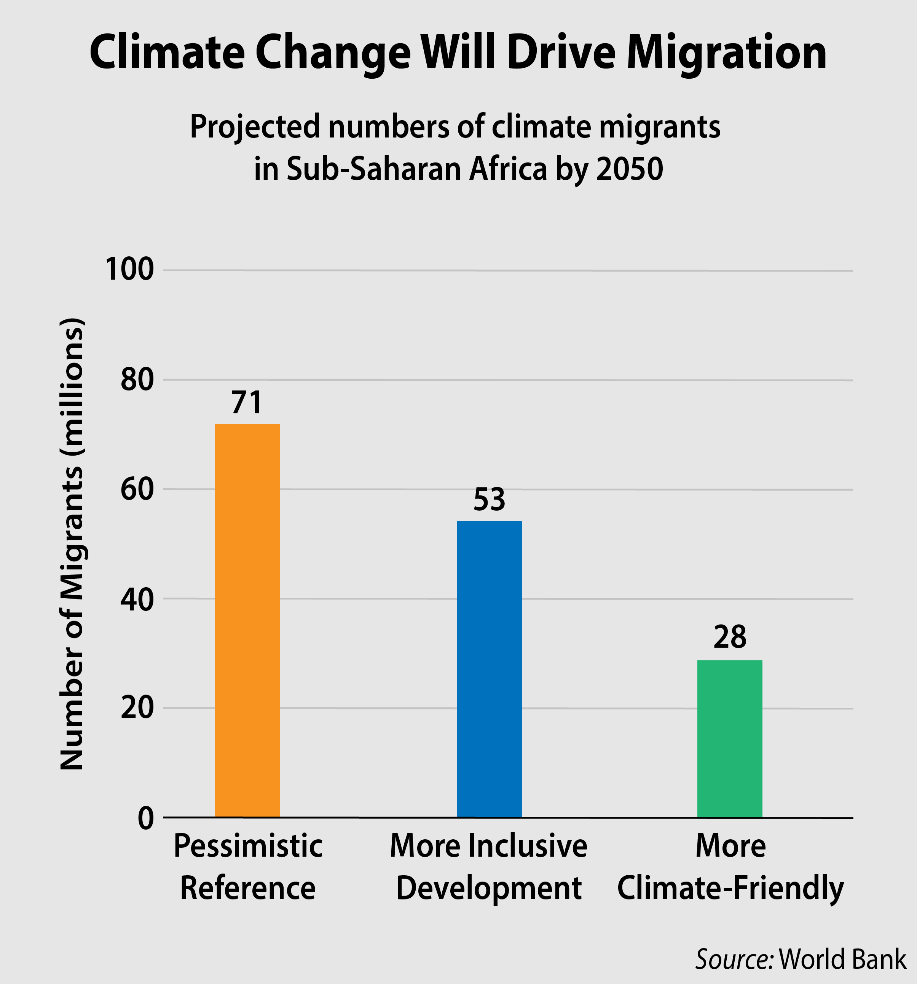 Climate Change Will Drive Migration
Projected numbers of climate migrants
in Sub-Saharan Africa by 2050
Number of Migrants (millions)
100
80
60
40
20
0
71
53
28
Pessimistic
Reference
More Inclusive
Development
More
Climate-Friendly
Source: World Bank